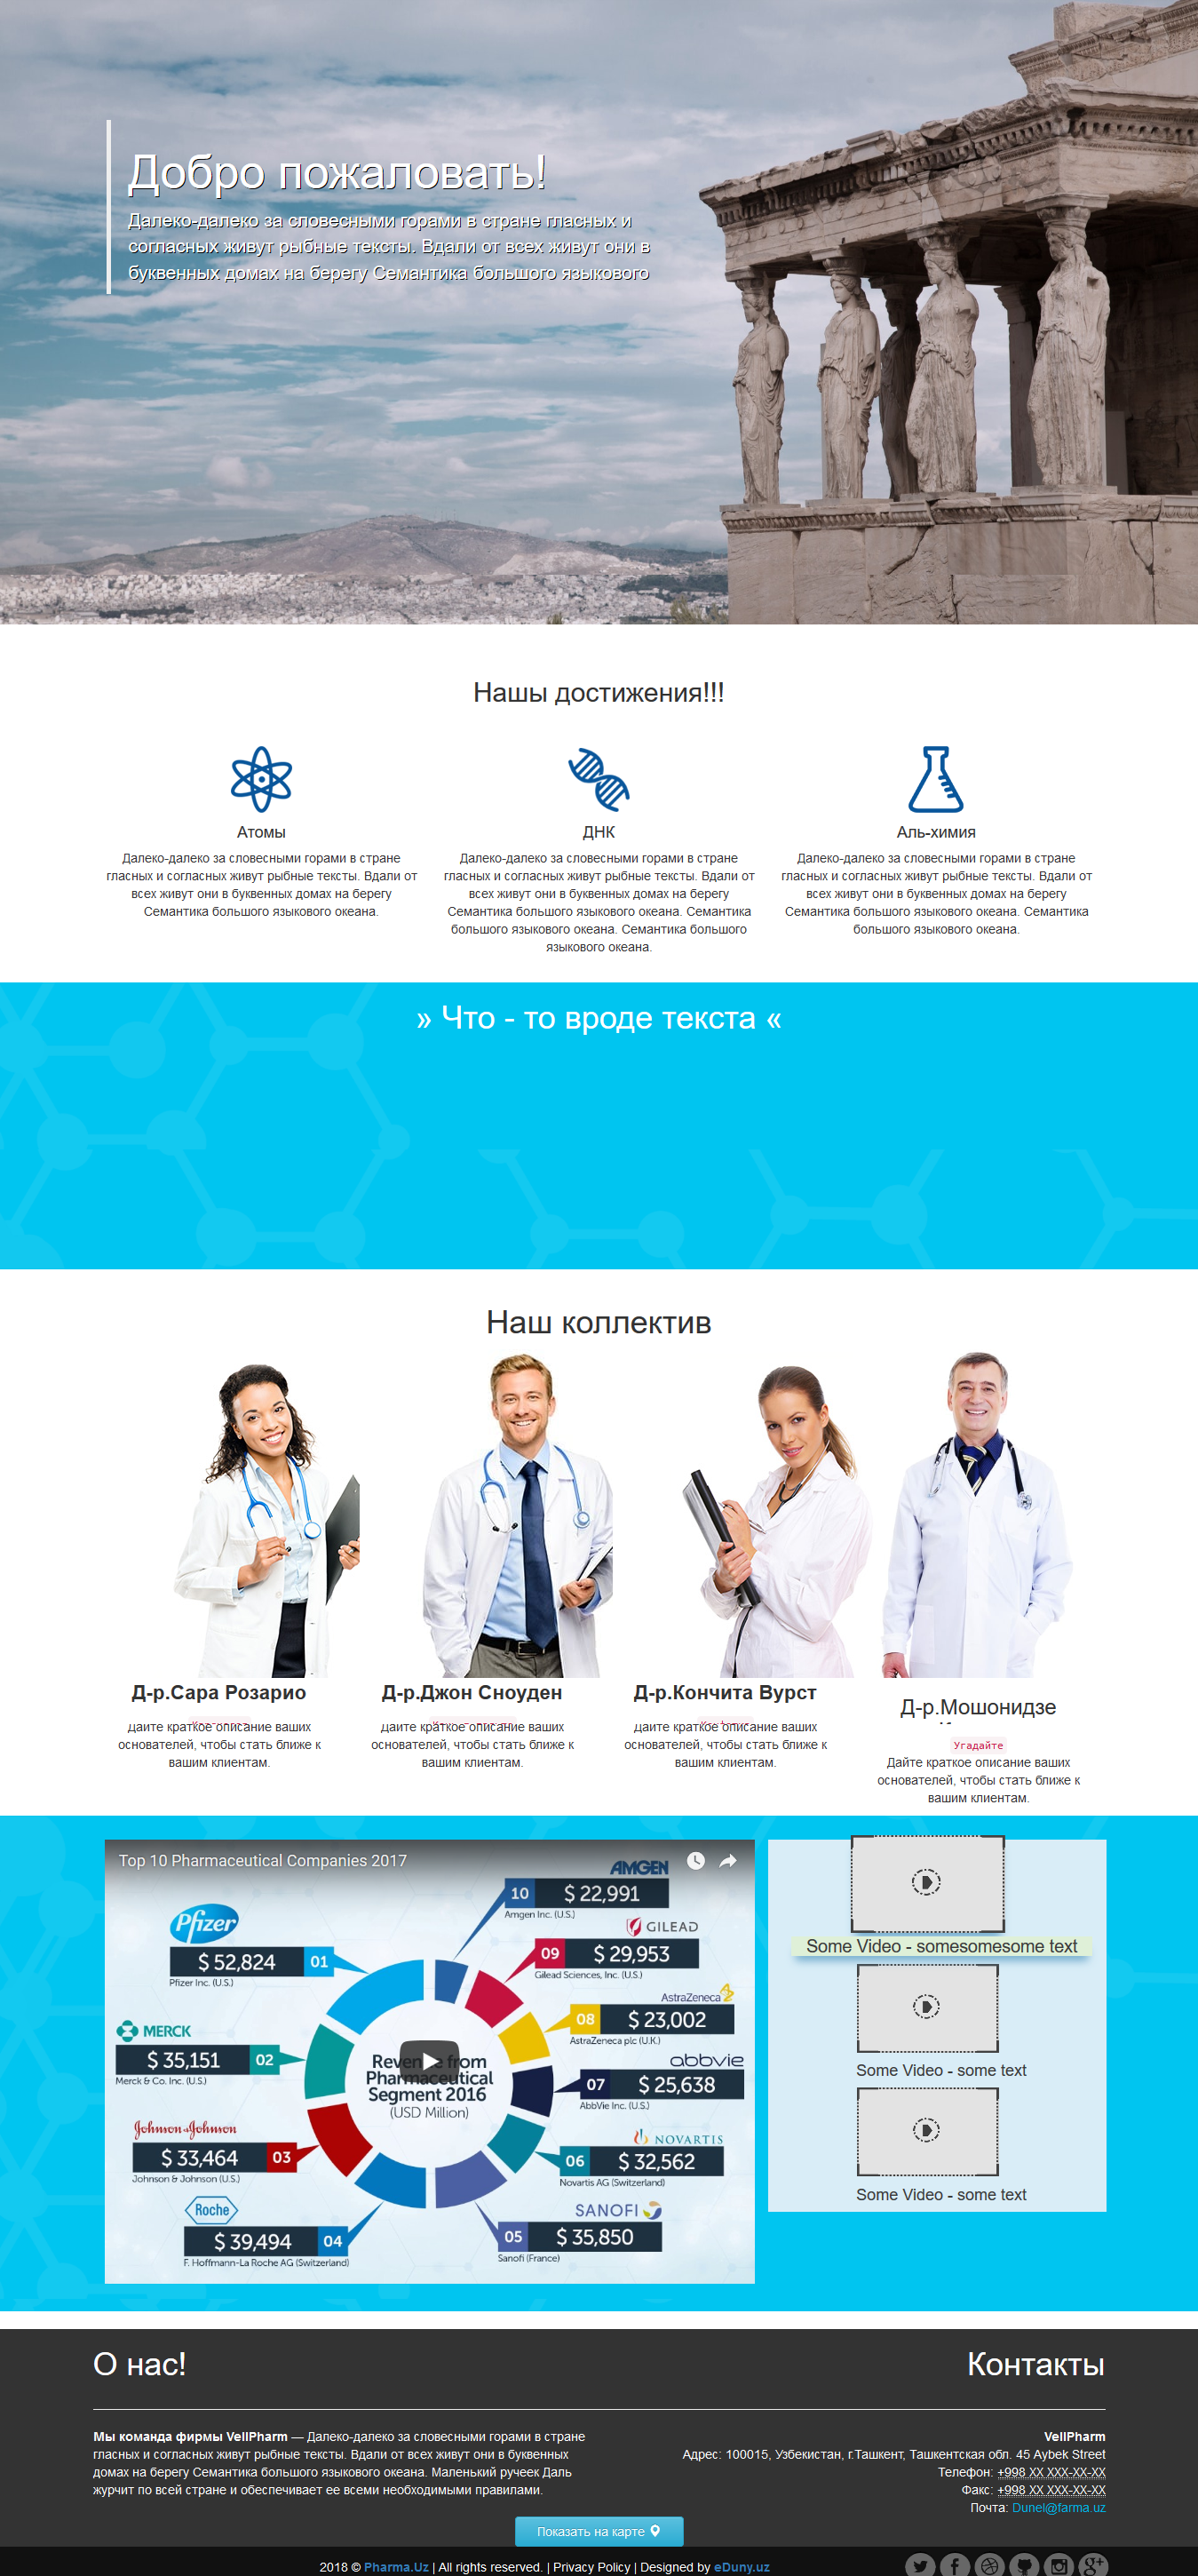 Добро пожаловать!
Далеко-далеко за словесными горами в стране гласных и
согласных живут рыбные тексты. Вдали от всех живут они в
буквенных домах на берегу Семантика большого языкового
Нашы достижения!!!
Атомы
Далеко-далеко за словесными горами в стране
гласных и согласных живут рыбные тексты. Вдали от
всех живут они в буквенных домах на берегу
Семантика большого языкового океана.
ДНК
Далеко-далеко за словесными горами в стране
гласных и согласных живут рыбные тексты. Вдали от
всех живут они в буквенных домах на берегу
Семантика большого языкового океана. Семантика
большого языкового океана. Семантика большого
языкового океана.
Аль-химия
Далеко-далеко за словесными горами в стране
гласных и согласных живут рыбные тексты. Вдали от
всех живут они в буквенных домах на берегу
Семантика большого языкового океана. Семантика
большого языкового океана.
» Что - то вроде текста «
Наш коллектив
Д-р.Сара Розарио
Дайте краткое описание ваших
основателей, чтобы стать ближе к
вашим клиентам.
Д-р.Джон Сноуден
Дайте краткое описание ваших
основателей, чтобы стать ближе к
вашим клиентам.
Д-р.Кончита Вурст
Дайте краткое описание ваших
основателей, чтобы стать ближе к
вашим клиентам.
Д-р.Мошонидзе
Угадайте
Дайте краткое описание ваших
основателей, чтобы стать ближе к
вашим клиентам.
Top 10 Pharmaceutical Companies 2017
AMGEN
10 $ 22,991
Amgen Inc. (U.S.)
Pfizer
$ 52,824 01
Pfizer Inc. (U.S.)
GILEAD
09 $ 29,953
Gilead Sciences, Inc. (U.S.)
AstraZeneca
08 $ 23,002
AstraZeneca plc (U.K.)
MERCK
$ 35,151 02
Merck & Co. Inc. (U.S.)
Revenue from
Pharmaceutical
Segment 2016
(USD Million)
abbvie
07 $ 25,638
AbbVie Inc. (U.S.)
Johnson & Johnson
$ 33,464 03
Johnson & Johnson (U.S.)
NOVARTIS
06 $ 32,562
Novartis AG (Switzerland)
Roche
$ 39,494 04
F. Hoffmann-La Roche AG (Switzerland)
SANOFI
05 $ 35,850
Sanofi (France)
Some Video - somesomesome text
Some Video - some text
Some Video - some text
О нас!
Мы команда фирмы VellPharm — Далеко-далеко за словесными горами в стране
гласных и согласных живут рыбные тексты. Вдали от всех живут они в буквенных
домах на берегу Семантика большого языкового океана. Маленький ручеек Даль
журчит по всей стране и обеспечивает ее всеми необходимыми правилами.
Контакты
VellPharm
Адрес: 100015, Узбекистан, г.Ташкент, Ташкентская обл. 45 Aybek Street
Телефон: +998 XX XXX-XX-XX
Факс: +998 XX XXX-XX-XX
Почта: Dunel@farma.uz
Показать на карте
2018 © Pharma.Uz | All rights reserved. | Privacy Policy | Designed by eDuny.uz